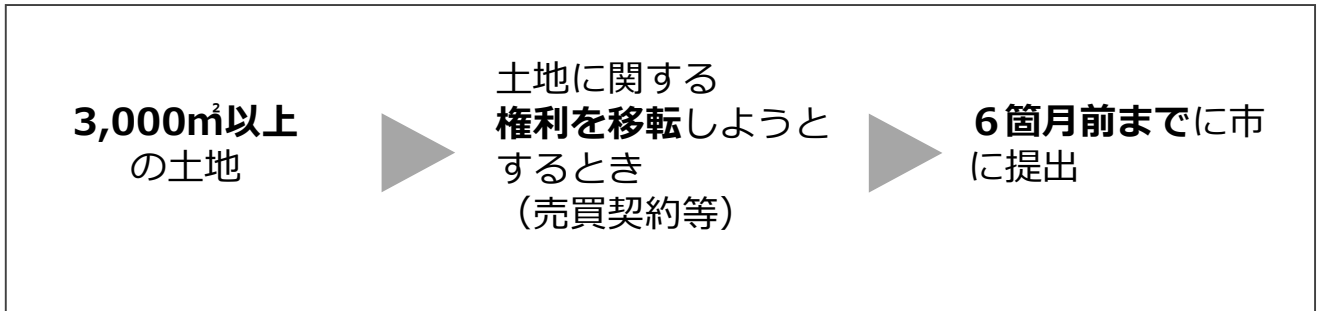 3,000㎡以上
の土地
土地に関する
権利を移転しようと
するとき
（売買契約等）
６箇月前までに市
に提出